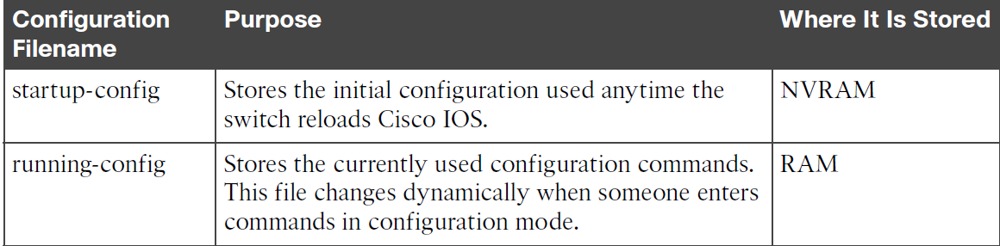 Configuration Filename Purpose Where It Is Stored
startup-config Stores the initial configuration used anytime the switch reloads Cisco IOS. NVRAM
running-config Stores the currently used configuration commands. This file changes dynamically when someone enters commands in configuration mode. RAM